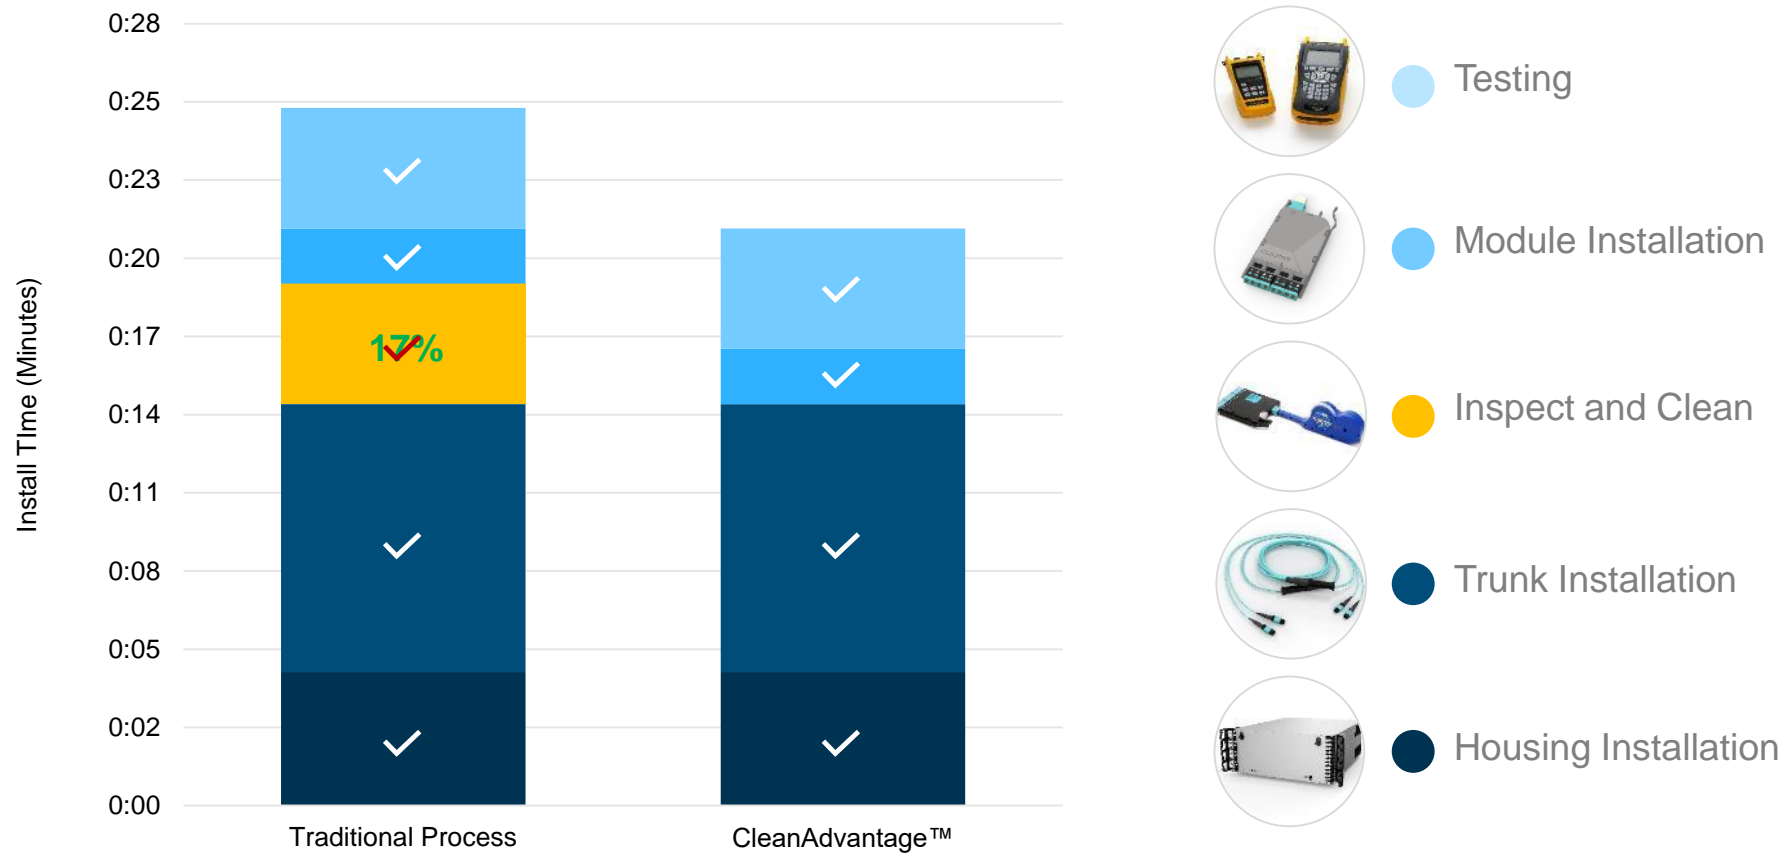 Install TIme (Minutes)
0:28
0:25
0:23
0:20
0:17
0:14
0:11
0:08
0:05
0:02
0:00
17%
Traditional Process
CleanAdvantage™
Testing
Module Installation
Inspect and Clean
Trunk Installation
Housing Installation